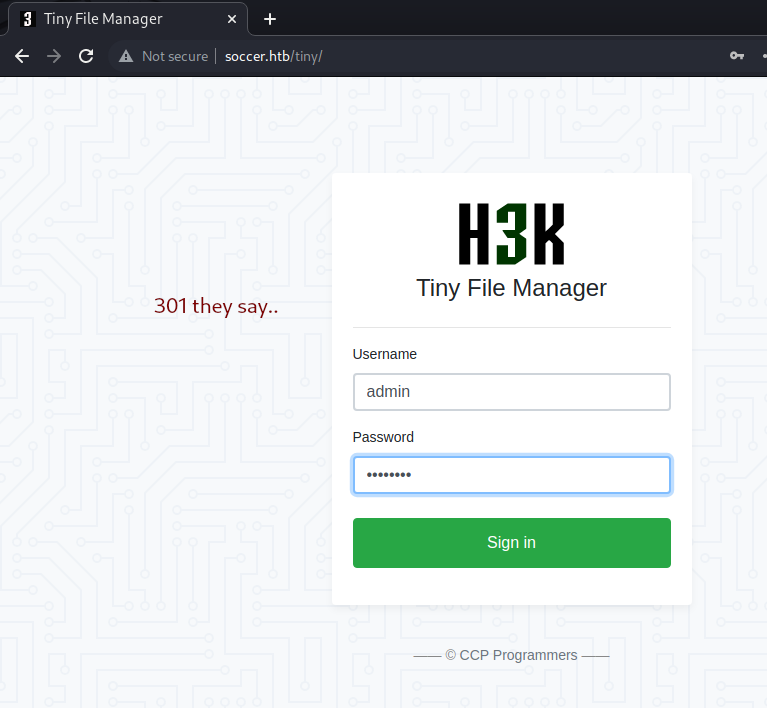 Tiny File Manager
Not secure soccer.htb/tiny/
H3K
Tiny File Manager
301 they say..
Username
admin
Password
••••••••
Sign in
—— © CCP Programmers ——